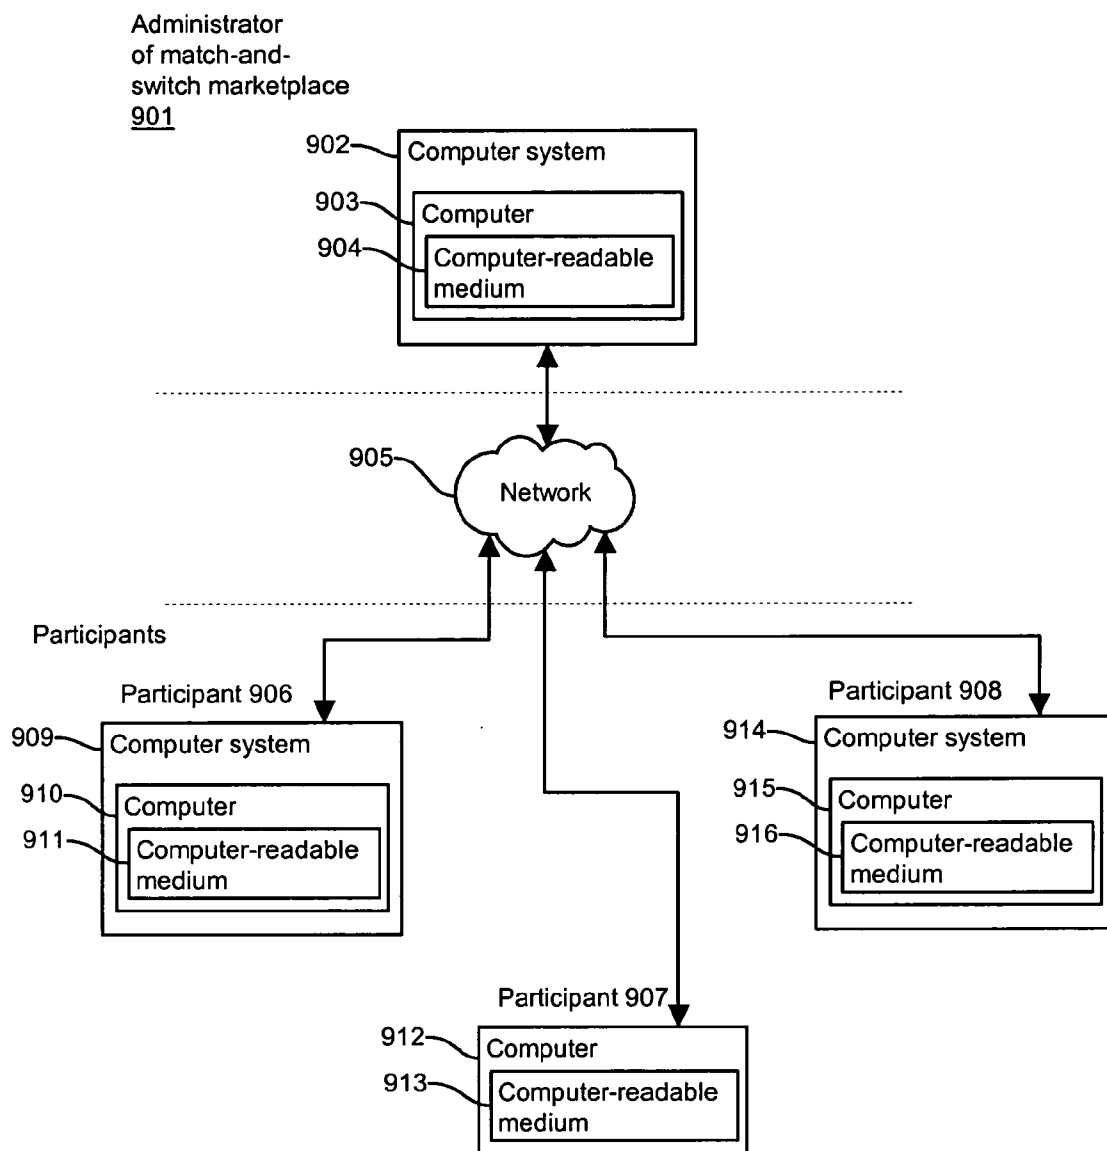 Administrator
of match-and-
switch marketplace
901
902
Computer system
903
Computer
904
Computer-readable
medium
905
Network
Participants
Participant 906
909
Computer system
910
Computer
911
Computer-readable
medium
Participant 908
914
Computer system
915
Computer
916
Computer-readable
medium
Participant 907
912
Computer
913
Computer-readable
medium